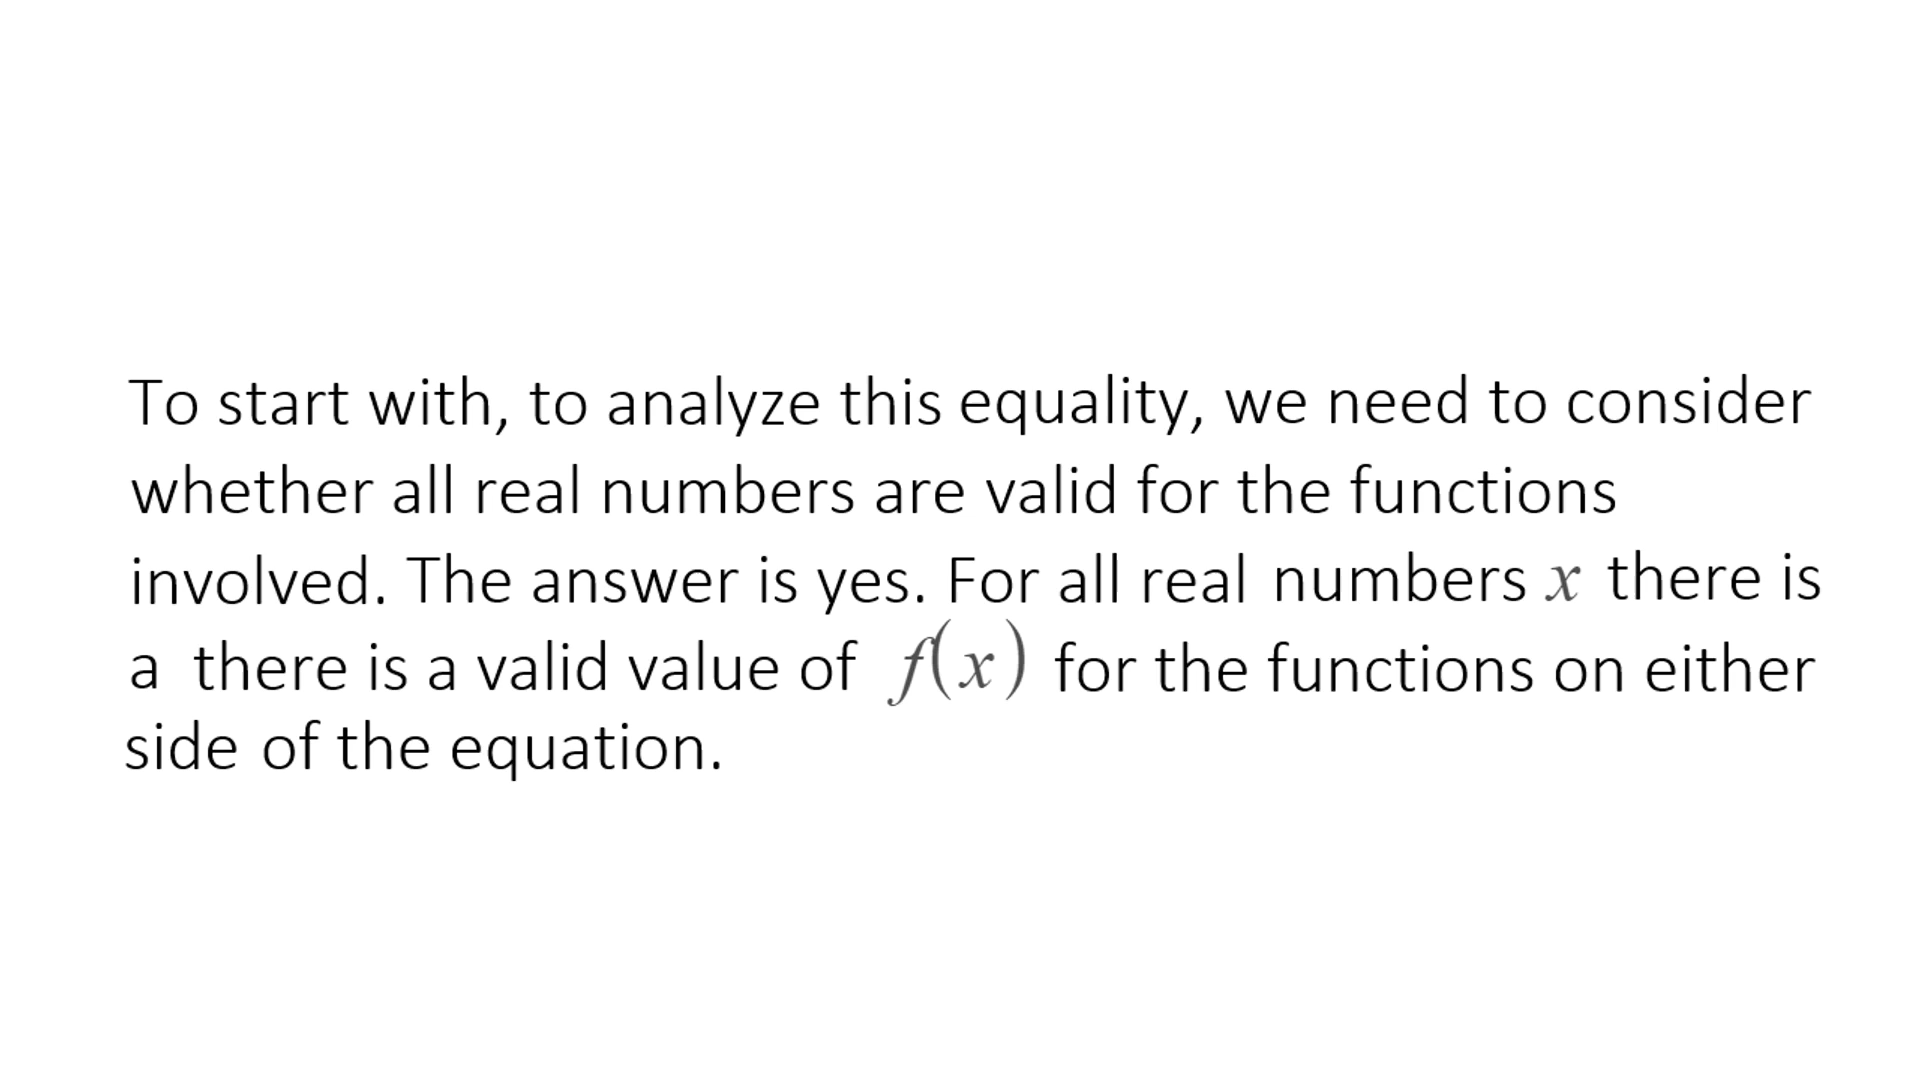 To start with, to analyze this equality, we need to consider
whether all real numbers are valid for the functions
involved. The answer is yes. For all real numbers x there is
a there is a valid value of f(x) for the functions on either
side of the equation.